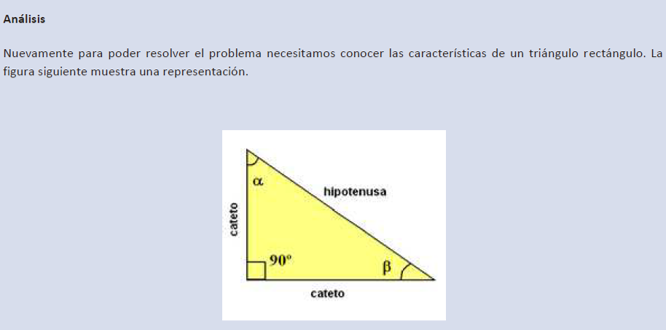 Análisis
Nuevamente para poder resolver el problema necesitamos conocer las características de un triángulo rectángulo. La
figura siguiente muestra una representación.
α
hipotenusa
cateto
90º
β
cateto